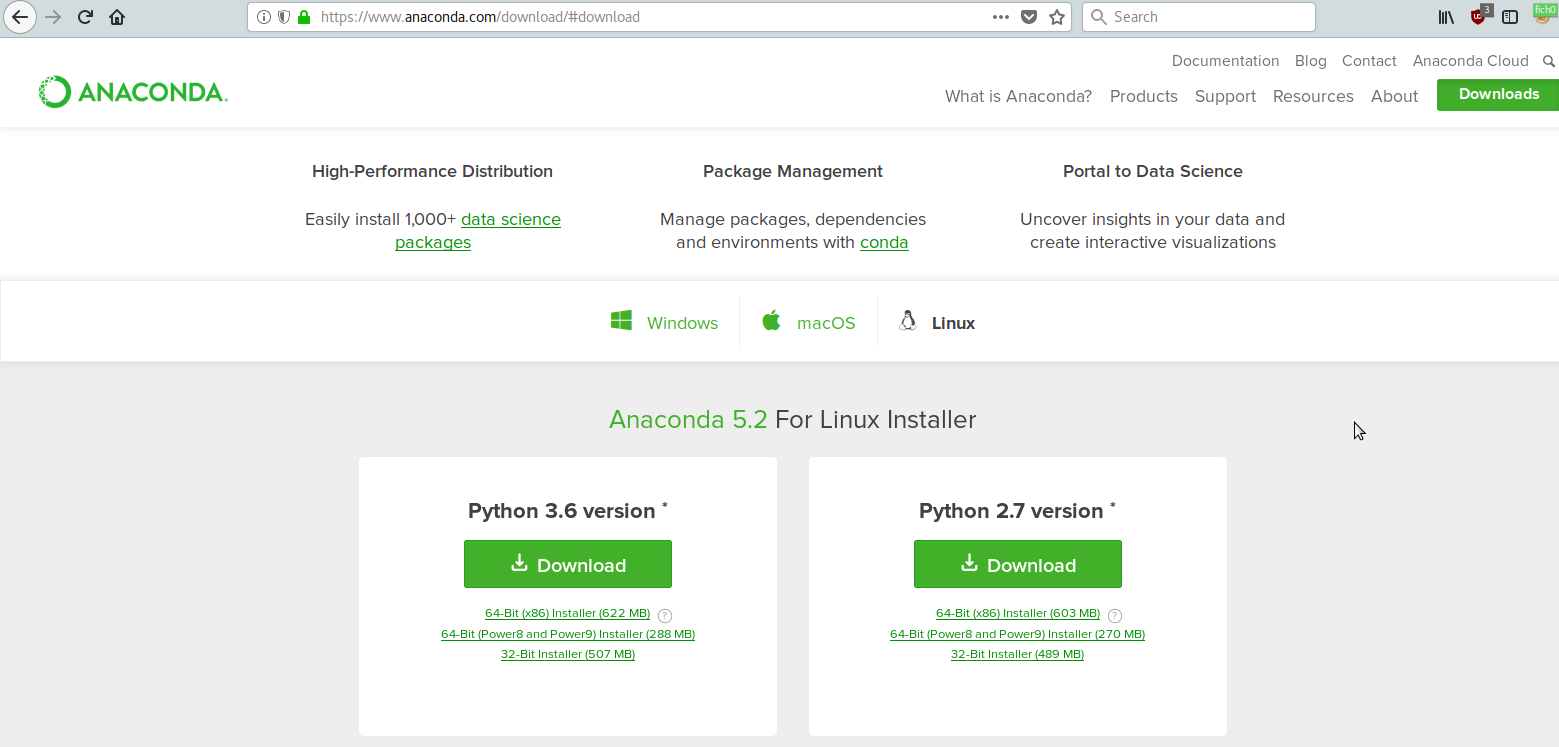 https://www.anaconda.com/download/#download
Search
3
fich0
Documentation Blog Contact Anaconda Cloud
ANACONDA.
What is Anaconda? Products Support Resources About Downloads
High-Performance Distribution
Easily install 1,000+ data science
packages
Package Management
Manage packages, dependencies
and environments with conda
Portal to Data Science
Uncover insights in your data and
create interactive visualizations
Windows macOS Linux
Anaconda 5.2 For Linux Installer
Python 3.6 version *
Download
64-Bit (x86) Installer (622 MB) ?
64-Bit (Power8 and Power9) Installer (288 MB)
32-Bit Installer (507 MB)
Python 2.7 version *
Download
64-Bit (x86) Installer (603 MB) ?
64-Bit (Power8 and Power9) Installer (270 MB)
32-Bit Installer (489 MB)